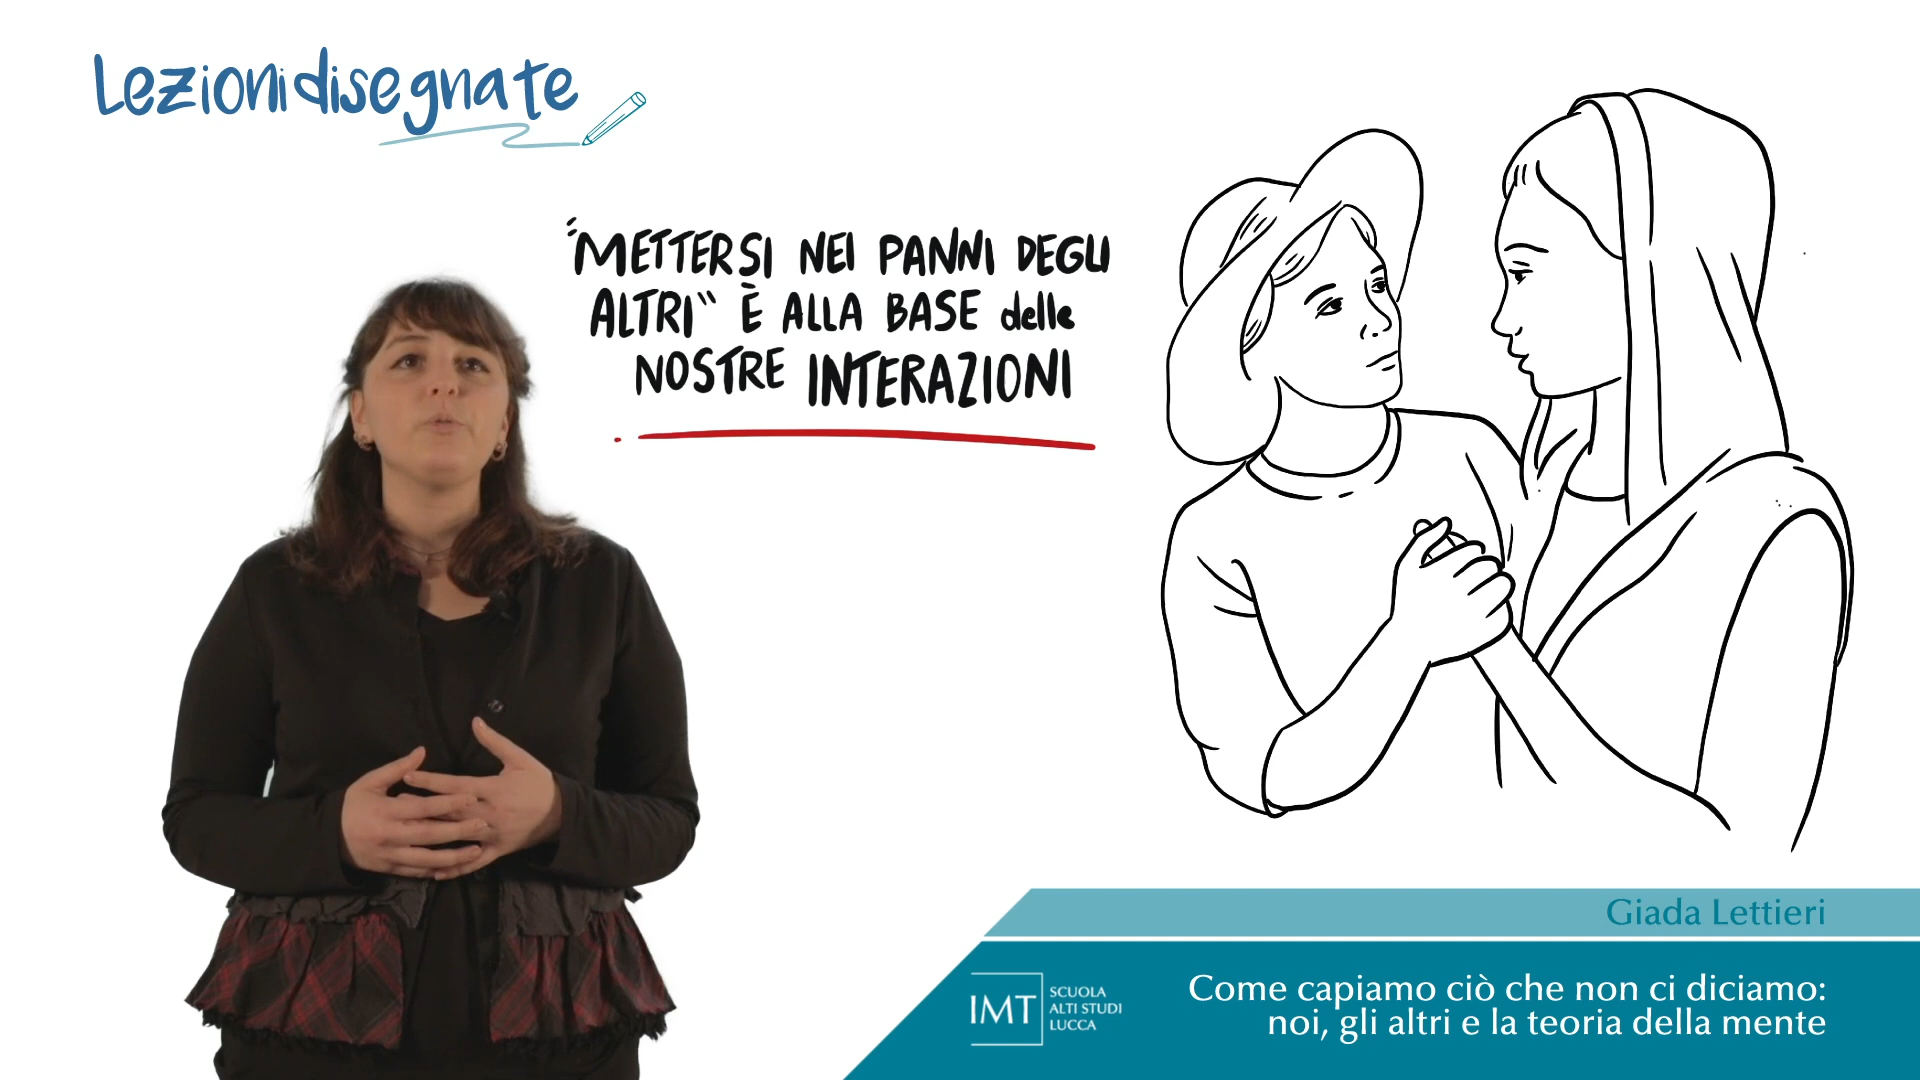 Lezionidisegnate
"METTERSI NEI PANNI DEGLI
ALTRI" È ALLA BASE delle
NOSTRE INTERAZIONI
Giada Lettieri
IMT SCUOLA
ALTI STUDI
LUCCA
Come capiamo ciò che non ci diciamo:
noi, gli altri e la teoria della mente